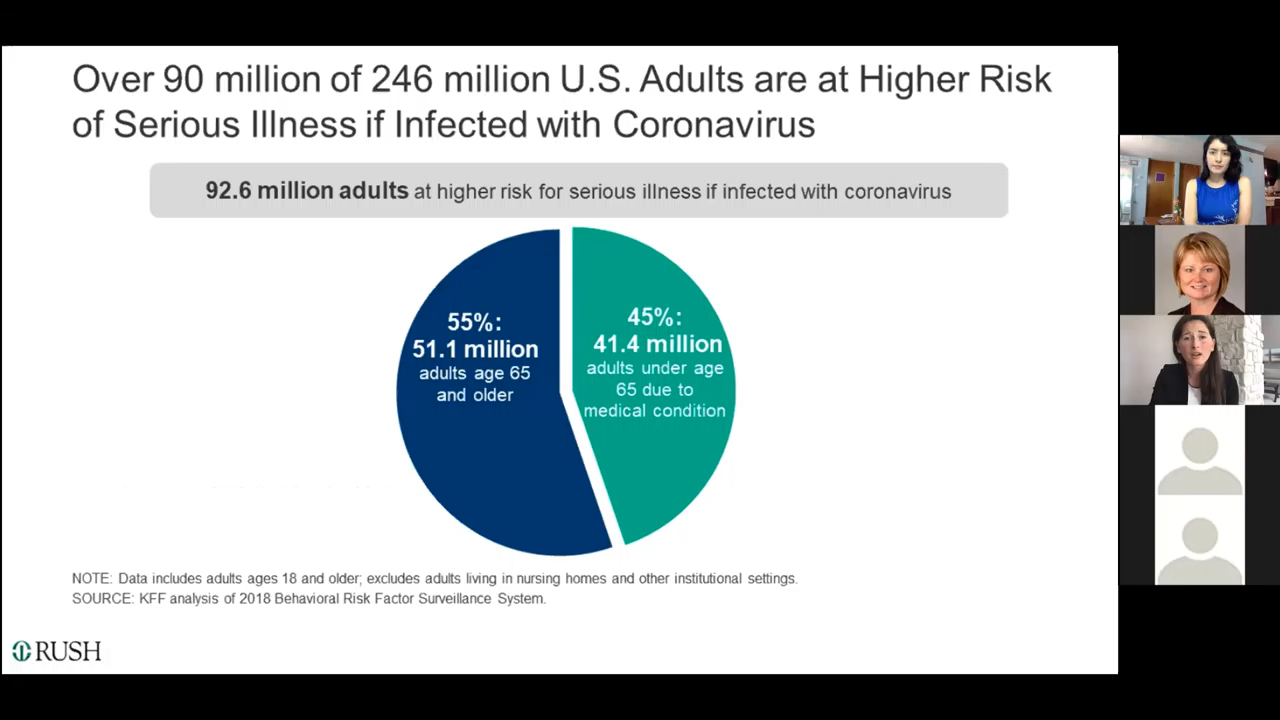 Over 90 million of 246 million U.S. Adults are at Higher Risk
of Serious Illness if Infected with Coronavirus
92.6 million adults at higher risk for serious illness if infected with coronavirus
55%:
51.1 million
adults age 65
and older
45%:
41.4 million
adults under age
65 due to
medical condition
NOTE: Data includes adults ages 18 and older; excludes adults living in nursing homes and other institutional settings.
SOURCE: KFF analysis of 2018 Behavioral Risk Factor Surveillance System.
RUSH